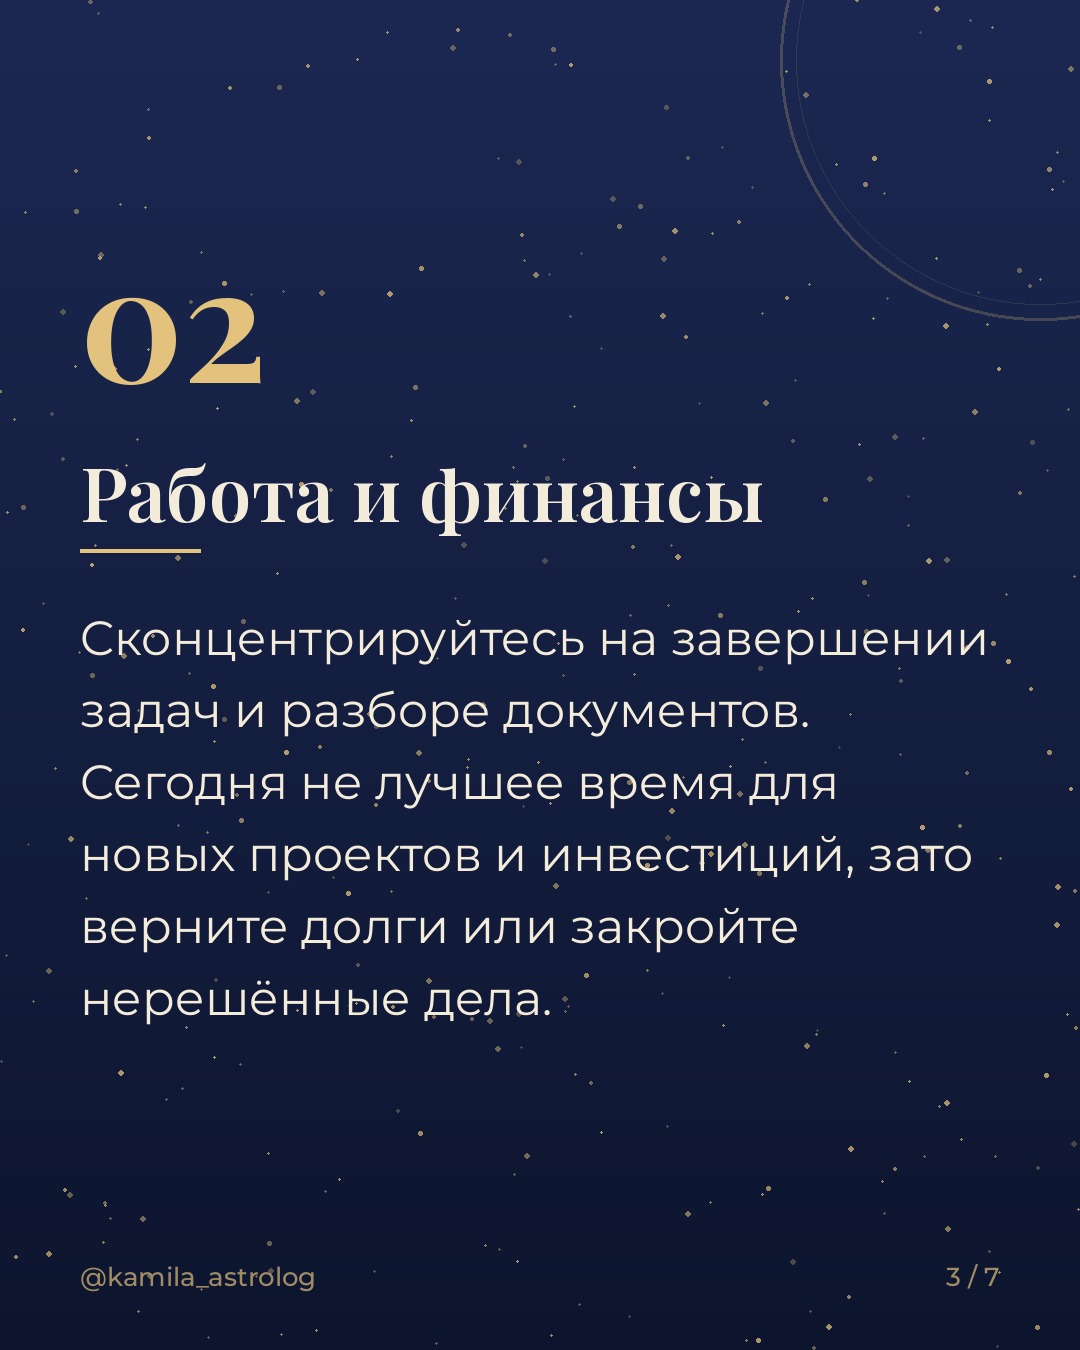 02
Работа и финансы
Сконцентрируйтесь на завершении
задач и разборе документов.
Сегодня не лучшее время для
новых проектов и инвестиций, зато
верните долги или закройте
нерешённые дела.
@kamila_astrolog
3 / 7